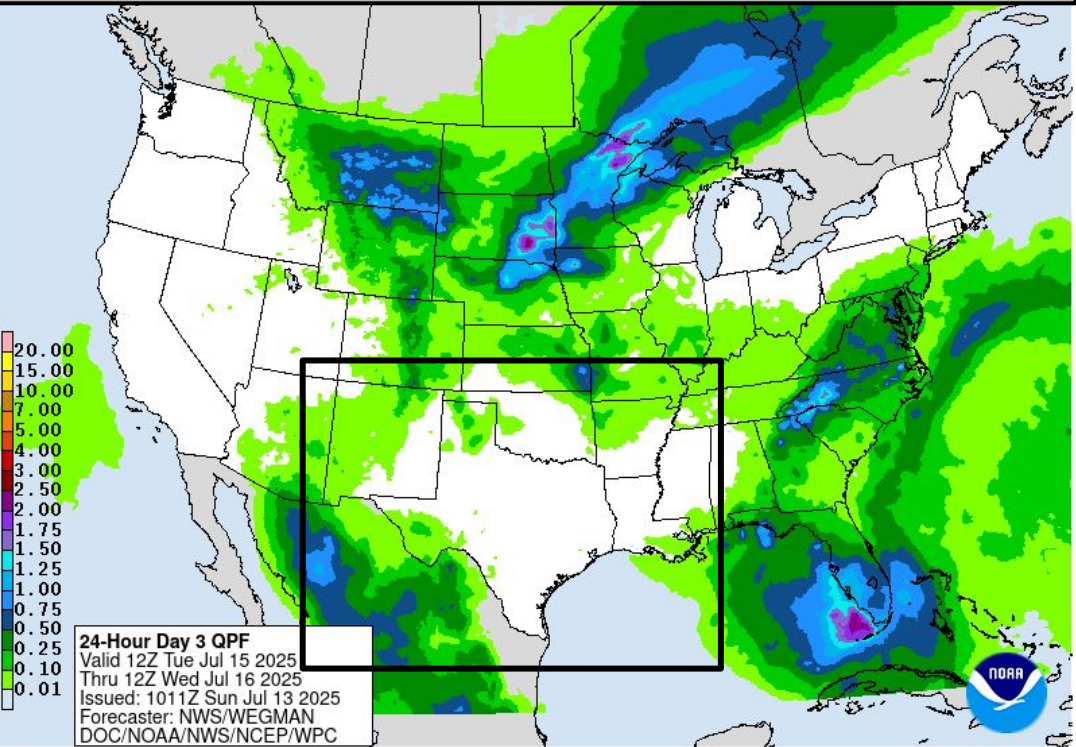 20.00
15.00
10.00
7.00
5.00
4.00
3.00
2.50
2.00
1.75
1.50
1.25
1.00
0.75
0.50
0.25
0.10
0.01
24-Hour Day 3 QPF
Valid 12Z Tue Jul 15 2025
Thru 12Z Wed Jul 16 2025
Issued: 1011Z Sun Jul 13 2025
Forecaster: NWS/WEGMAN
DOC/NOAA/NWS/NCEP/WPC
NOAA